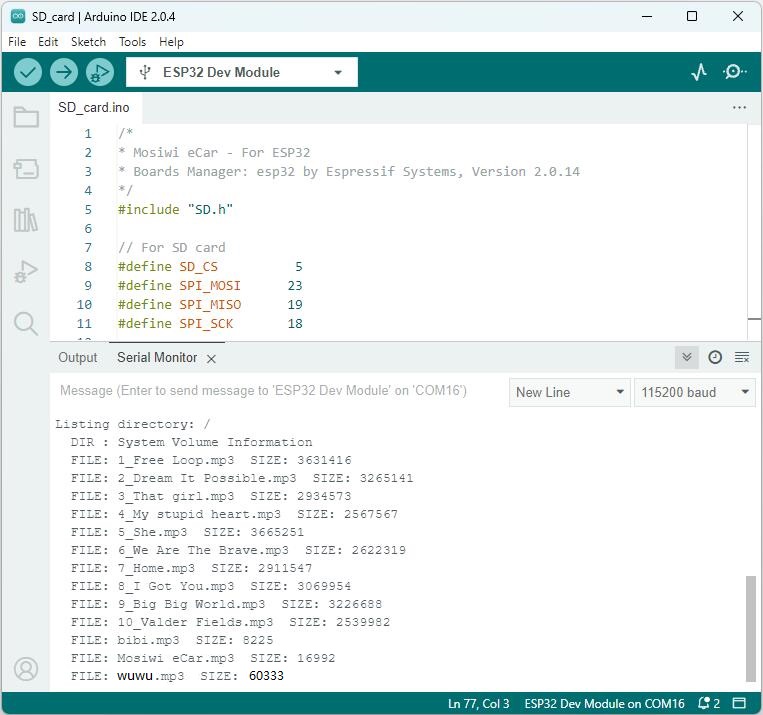 SD_card | Arduino IDE 2.0.4
File Edit Sketch Tools Help
ESP32 Dev Module
SD_card.ino
1 /*
2 * Mosiwi eCar - For ESP32
3 * Boards Manager: esp32 by Espressif Systems, Version 2.0.14
4 */
5 #include "SD.h"
6
7 // For SD card
8 #define SD_CS 5
9 #define SPI_MOSI 23
10 #define SPI_MISO 19
11 #define SPI_SCK 18
Output Serial Monitor
Message (Enter to send message to 'ESP32 Dev Module' on 'COM16') New Line 115200 baud
Listing directory: /
DIR : System Volume Information
FILE: 1_Free Loop.mp3 SIZE: 3631416
FILE: 2_Dream It Possible.mp3 SIZE: 3265141
FILE: 3_That girl.mp3 SIZE: 2934573
FILE: 4_My stupid heart.mp3 SIZE: 2567567
FILE: 5_She.mp3 SIZE: 3665251
FILE: 6_We Are The Brave.mp3 SIZE: 2622319
FILE: 7_Home.mp3 SIZE: 2911547
FILE: 8_I Got You.mp3 SIZE: 3069954
FILE: 9_Big Big World.mp3 SIZE: 3226688
FILE: 10_Valder Fields.mp3 SIZE: 2539982
FILE: bibi.mp3 SIZE: 8225
FILE: Mosiwi eCar.mp3 SIZE: 16992
FILE: wuwu.mp3 SIZE: 60333
Ln 77, Col 3 ESP32 Dev Module on COM16 2